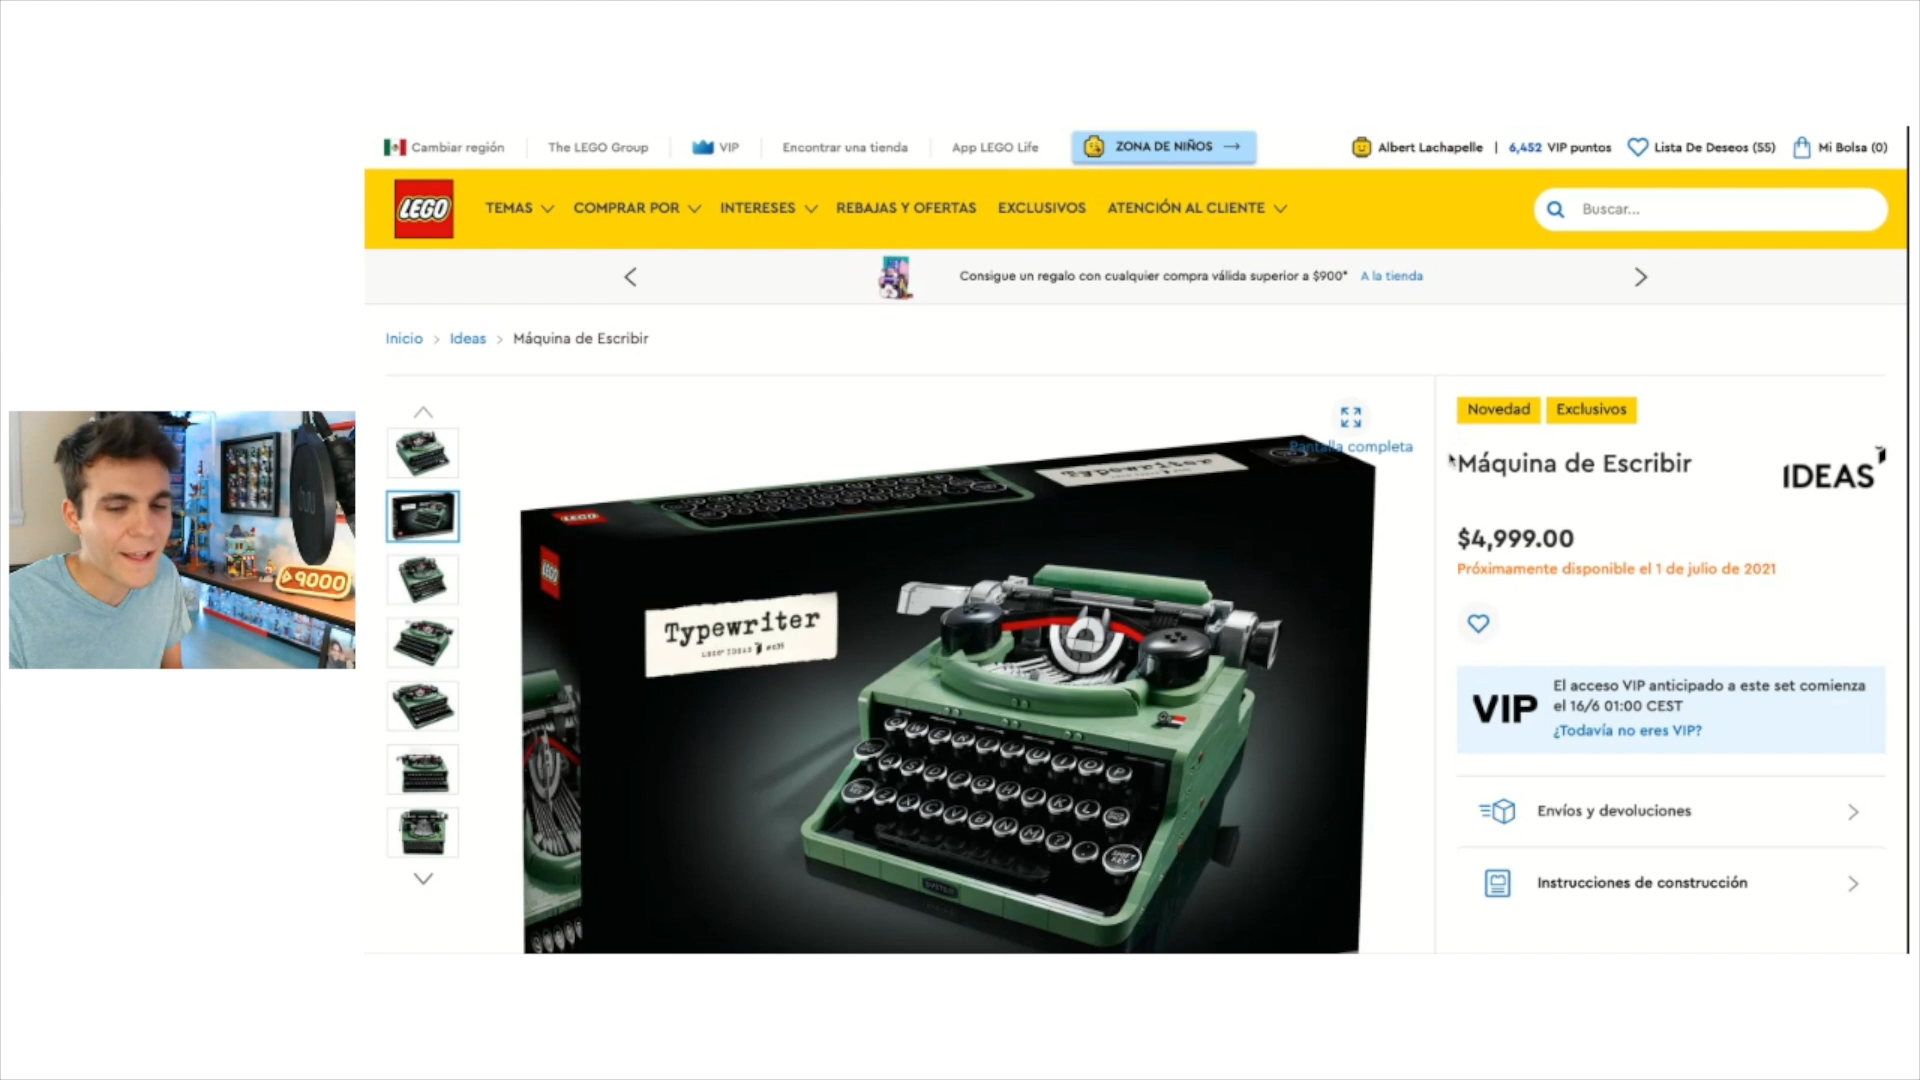 Cambiar región
The LEGO Group
VIP
Encontrar una tienda
App LEGO Life
ZONA DE NIÑOS →
Albert Lachapelle | 6,452 VIP puntos
Lista De Deseos (55)
Mi Bolsa (0)
LEGO
TEMAS
COMPRAR POR
INTERESES
REBAJAS Y OFERTAS
EXCLUSIVOS
ATENCIÓN AL CLIENTE
Buscar...
Consigue un regalo con cualquier compra válida superior a $900* A la tienda
Inicio > Ideas > Máquina de Escribir
Pantalla completa
Novedad
Exclusivos
Máquina de Escribir
IDEAS
$4,999.00
Próximamente disponible el 1 de julio de 2021
VIP
El acceso VIP anticipado a este set comienza
el 16/6 01:00 CEST
¿Todavía no eres VIP?
Envíos y devoluciones
Instrucciones de construcción
Typewriter
LEGO
LEGO
Typewriter
LEGO IDEAS #035
Q W E R T Y U I O P
A S D F G H J K L
Z X C V B N M ? .
SHIFT
KEY
SYSTEM
9000